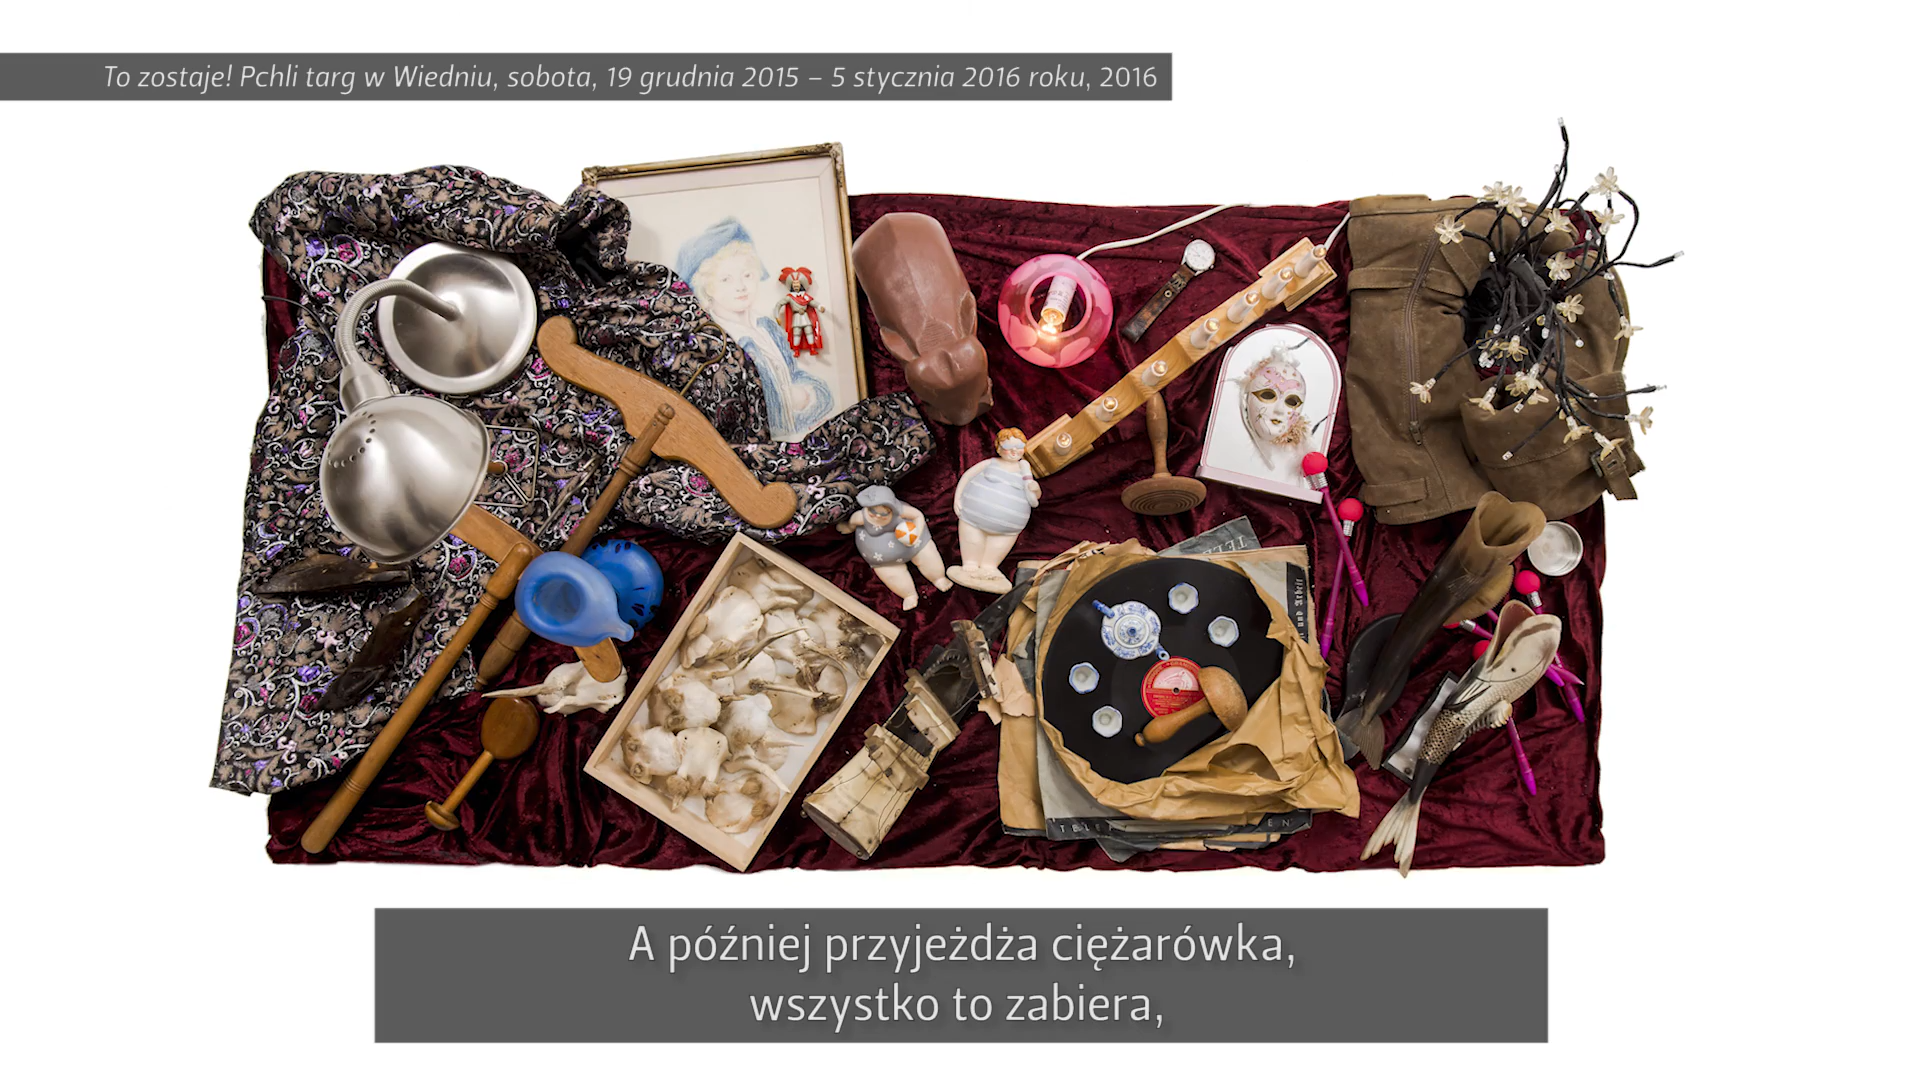 To zostaje! Pchli targ w Wiedniu, sobota, 19 grudnia 2015 – 5 stycznia 2016 roku, 2016
A później przyjeżdża ciężarówka,
wszystko to zabiera,